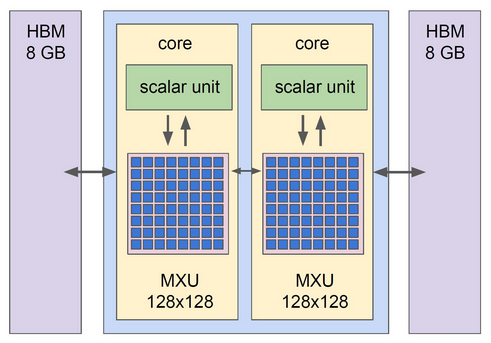 HBM
8 GB
core
scalar unit
MXU
128x128
core
scalar unit
MXU
128x128
HBM
8 GB